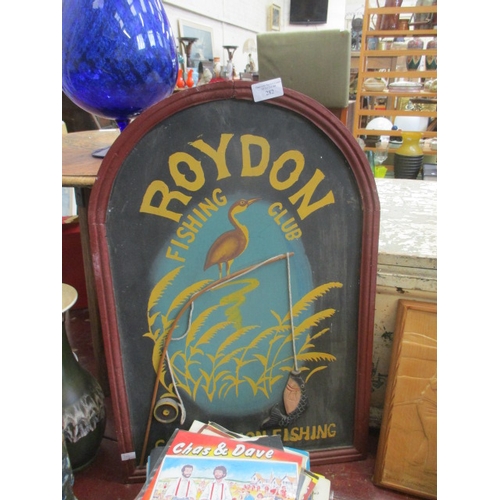 ROYDON
FISHING CLUB
FISHING
Chas & Dave